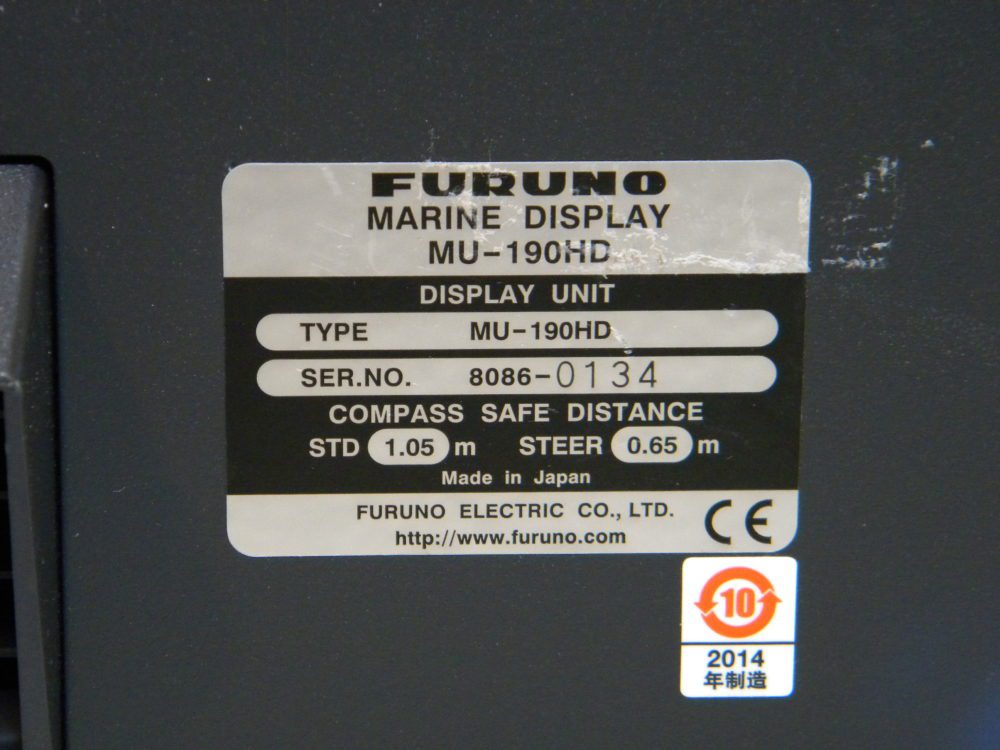 FURUNO
MARINE DISPLAY
MU-190HD
DISPLAY UNIT
TYPE MU-190HD
SER.NO. 8086-0134
COMPASS SAFE DISTANCE
STD 1.05 m STEER 0.65 m
Made in Japan
FURUNO ELECTRIC CO., LTD.
http://www.furuno.com
CE
10
2014
年制造